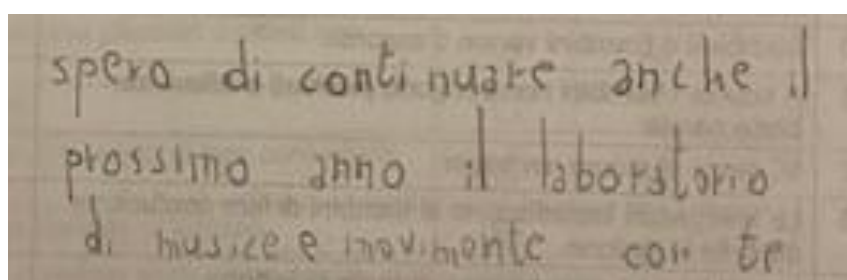 spero di continuare anche il
prossimo anno il laboratorio
di musica e movimento con te